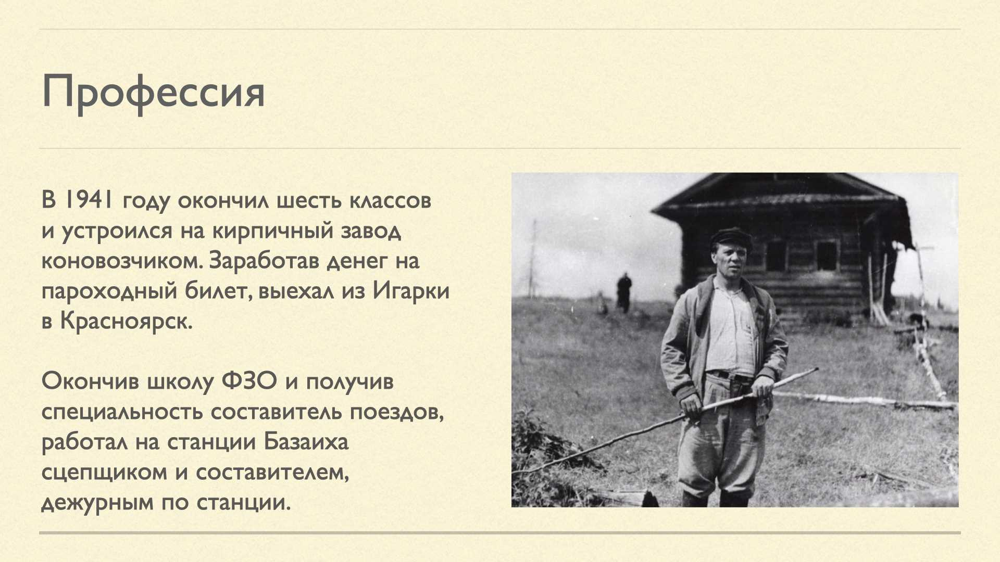 Профессия
В 1941 году окончил шесть классов
и устроился на кирпичный завод
коновозчиком. Заработав денег на
пароходный билет, выехал из Игарки
в Красноярск.
Окончив школу ФЗО и получив
специальность составитель поездов,
работал на станции Базаиха
сцепщиком и составителем,
дежурным по станции.